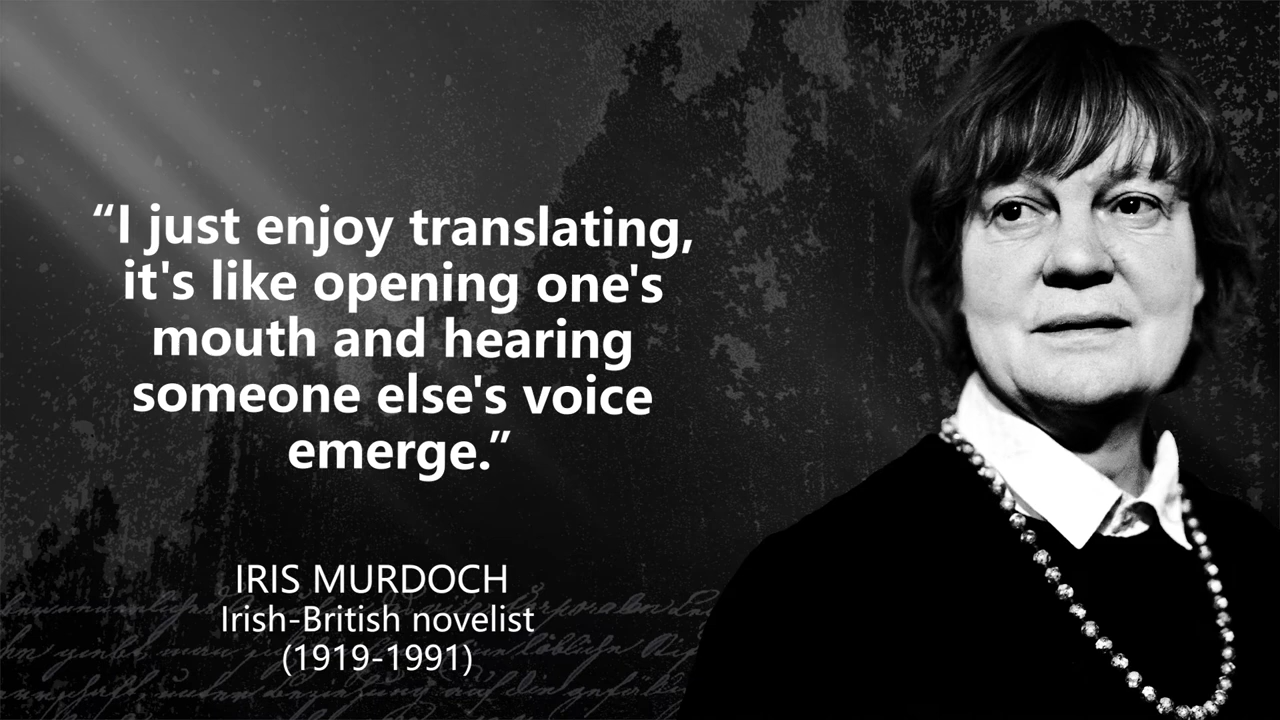 “I just enjoy translating,
it's like opening one's
mouth and hearing
someone else's voice
emerge.”
IRIS MURDOCH
Irish-British novelist
(1919-1991)